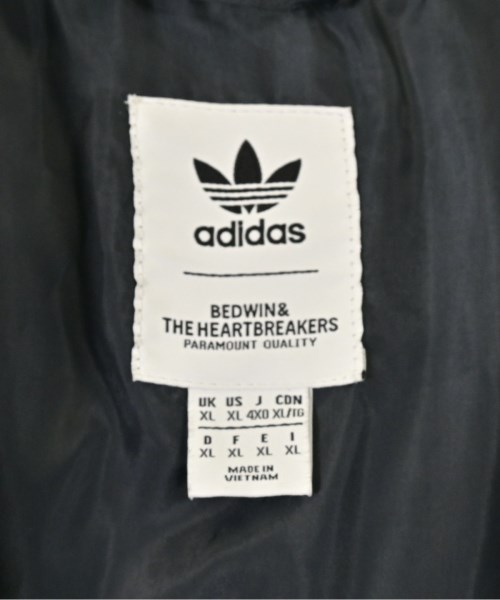 adidas
BEDWIN&
THE HEARTBREAKERS
PARAMOUNT QUALITY
UK US J CDN
XL XL 4XO XL/TG
D F E I
XL XL XL XL
MADE IN
VIETNAM